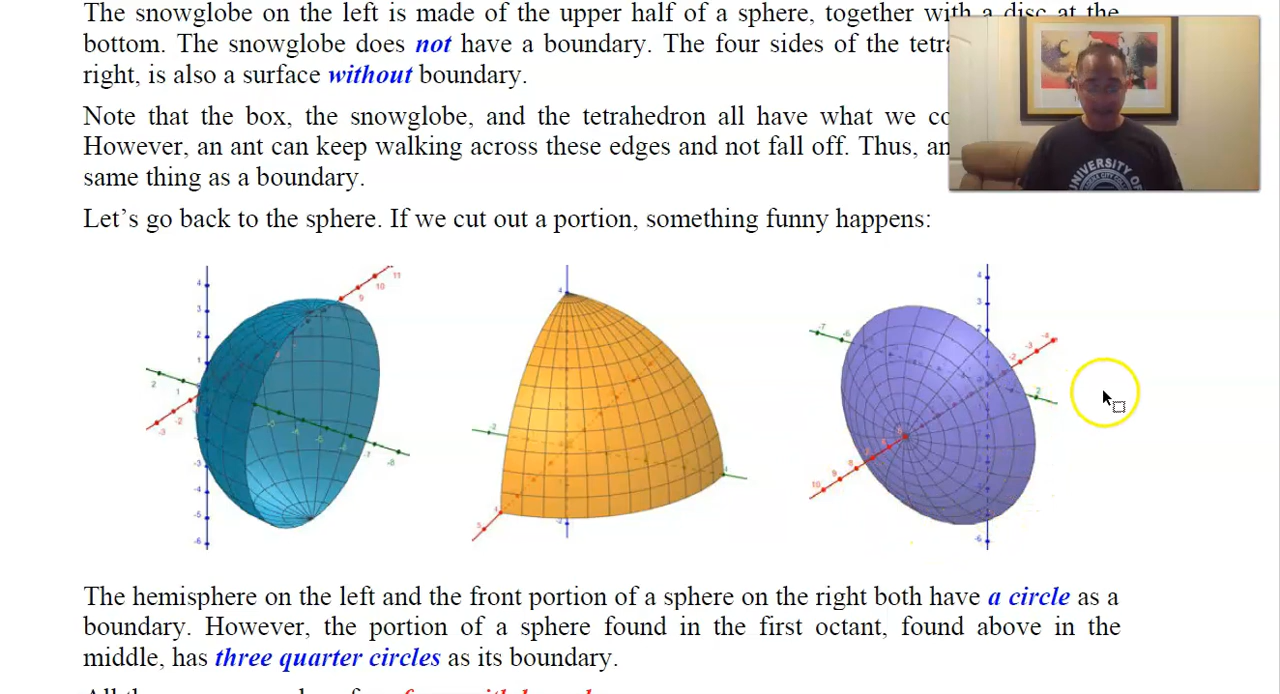 The snowglobe on the left is made of the upper half of a sphere, together with a disc at the
bottom. The snowglobe does not have a boundary. The four sides of the
right, is also a surface without boundary.
Note that the box, the snowglobe, and the tetrahedron all have what we
However, an ant can keep walking across these edges and not fall off. Thus,
same thing as a boundary.
UNIVERSITY OF
Let's go back to the sphere. If we cut out a portion, something funny happens:
The hemisphere on the left and the front portion of a sphere on the right both have a circle as a
boundary. However, the portion of a sphere found in the first octant, found above in the
middle, has three quarter circles as its boundary.